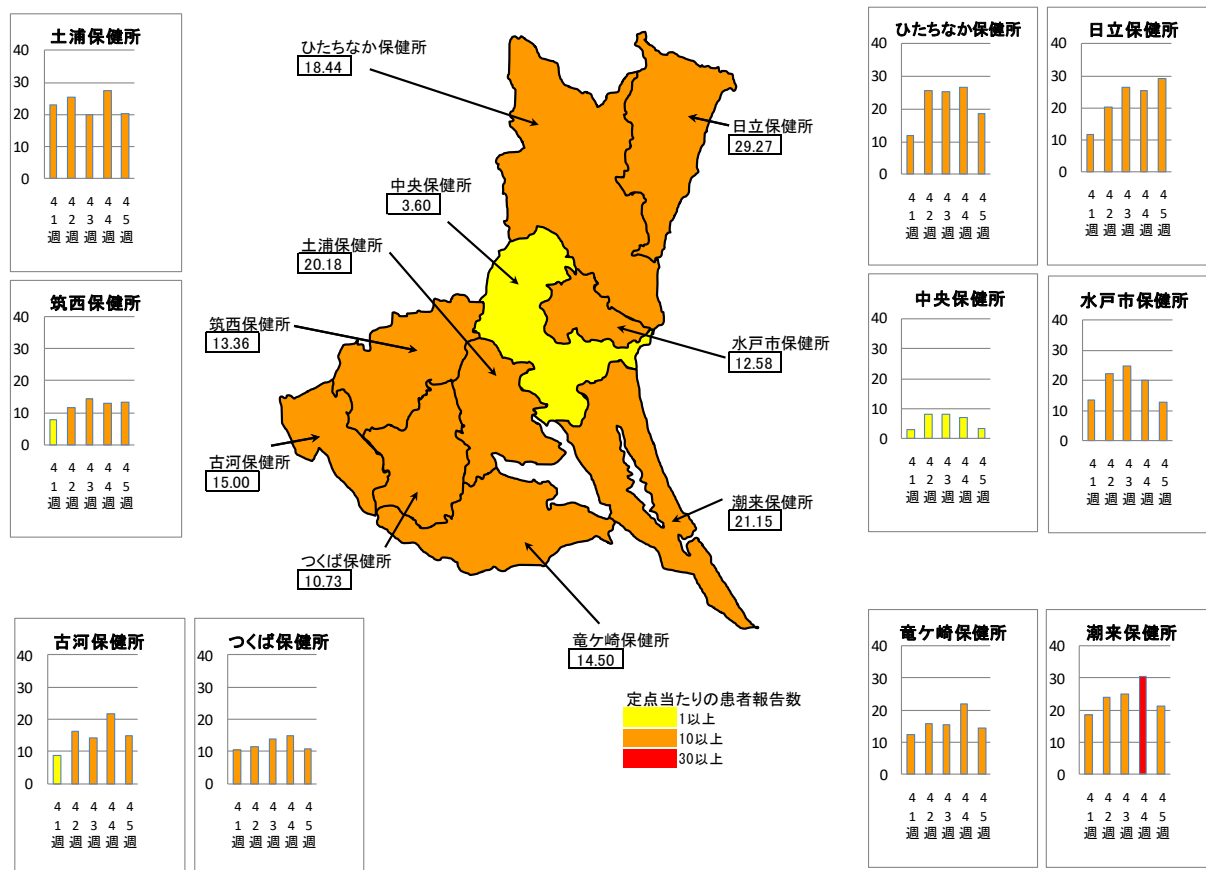 土浦保健所
40
30
20
10
0
41週
42週
43週
44週
45週
筑西保健所
40
30
20
10
0
41週
42週
43週
44週
45週
古河保健所
40
30
20
10
0
41週
42週
43週
44週
45週
つくば保健所
40
30
20
10
0
41週
42週
43週
44週
45週
ひたちなか保健所
18.44
日立保健所
29.27
中央保健所
3.60
土浦保健所
20.18
筑西保健所
13.36
水戸市保健所
12.58
古河保健所
15.00
潮来保健所
21.15
つくば保健所
10.73
竜ケ崎保健所
14.50
定点当たりの患者報告数
1以上
10以上
30以上
ひたちなか保健所
40
30
20
10
0
41週
42週
43週
44週
45週
日立保健所
40
30
20
10
0
41週
42週
43週
44週
45週
中央保健所
40
30
20
10
0
41週
42週
43週
44週
45週
水戸市保健所
40
30
20
10
0
41週
42週
43週
44週
45週
竜ケ崎保健所
40
30
20
10
0
41週
42週
43週
44週
45週
潮来保健所
40
30
20
10
0
41週
42週
43週
44週
45週